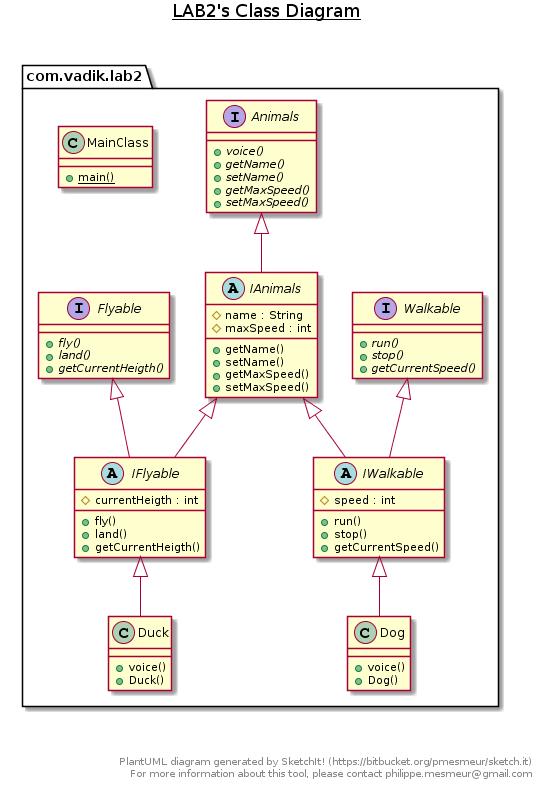 LAB2's Class Diagram
com.vadik.lab2
C MainClass
main()
I Animals
voice()
getName()
setName()
getMaxSpeed()
setMaxSpeed()
I Flyable
fly()
land()
getCurrentHeigth()
A IAnimals
name : String
maxSpeed : int
getName()
setName()
getMaxSpeed()
setMaxSpeed()
I Walkable
run()
stop()
getCurrentSpeed()
A IFlyable
currentHeigth : int
fly()
land()
getCurrentHeigth()
A IWalkable
speed : int
run()
stop()
getCurrentSpeed()
C Duck
voice()
Duck()
C Dog
voice()
Dog()
PlantUML diagram generated by SketchIt! (https://bitbucket.org/pmesmeur/sketch.it)
For more information about this tool, please contact philippe.mesmeur@gmail.com